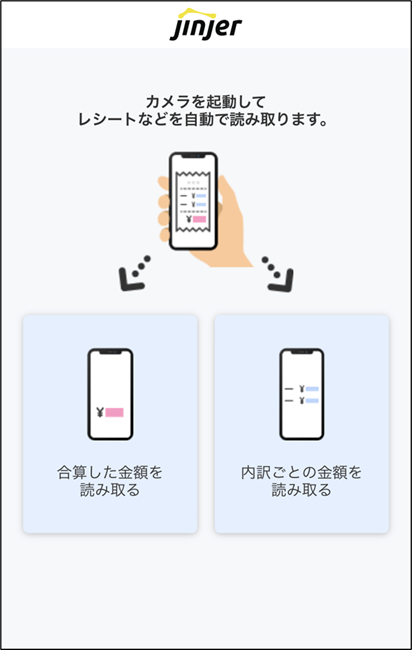 jinjer
カメラを起動して
レシートなどを自動で読み取ります。
¥
¥
¥
¥
¥
¥
合算した金額を
読み取る
内訳ごとの金額を
読み取る